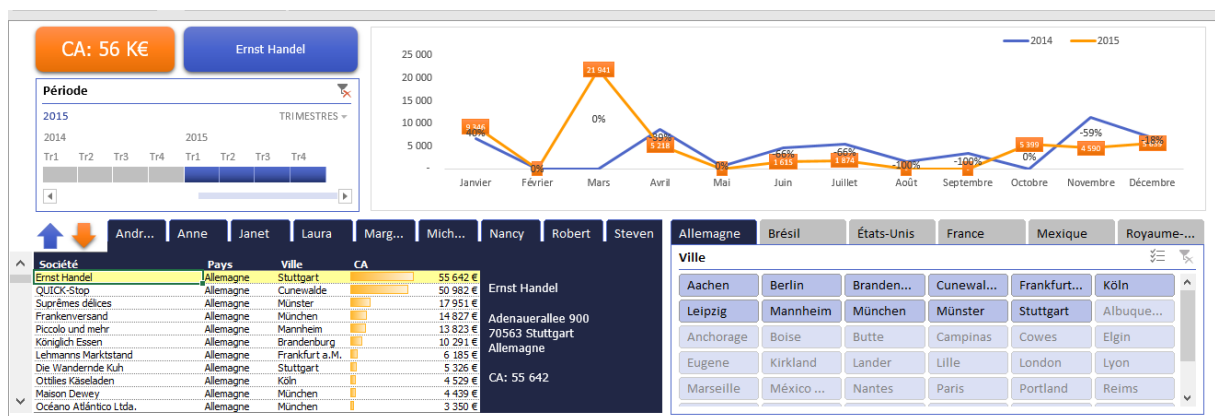 CA: 56 K€
Ernst Handel
Période
2015
TRIMESTRES
2014 2015
Tr1 Tr2 Tr3 Tr4 Tr1 Tr2 Tr3 Tr4
2014 2015
25 000
20 000
15 000
10 000
5 000
-
9 346
40%
0%
21 941
0%
-39%
5 218
0%
-66%
1 615
-66%
1 874
-100%
-100%
5 399
0%
-59%
4 590
-18%
Janvier Février Mars Avril Mai Juin Juillet Août Septembre Octobre Novembre Décembre
Andr... Anne Janet Laura Marg... Mich... Nancy Robert Steven
Société Pays Ville CA
Ernst Handel Allemagne Stuttgart 55 642 €
QUICK-Stop Allemagne Cunewalde 50 982 €
Suprêmes délices Allemagne Münster 17 951 €
Frankenversand Allemagne München 14 827 €
Piccolo und mehr Allemagne Mannheim 13 823 €
Königlich Essen Allemagne Brandenburg 10 291 €
Lehmanns Marktstand Allemagne Frankfurt a.M. 6 185 €
Die Wandernde Kuh Allemagne Stuttgart 5 326 €
Ottilies Käseladen Allemagne Köln 4 529 €
Maison Dewey Allemagne München 4 439 €
Océano Atlántico Ltda. Allemagne München 3 350 €
Ernst Handel
Adenauerallee 900
70563 Stuttgart
Allemagne
CA: 55 642
Allemagne Brésil États-Unis France Mexique Royaume-...
Ville
Aachen Berlin Branden... Cunewal... Frankfurt... Köln
Leipzig Mannheim München Münster Stuttgart Albuque...
Anchorage Boise Butte Campinas Cowes Elgin
Eugene Kirkland Lander Lille London Lyon
Marseille México ... Nantes Paris Portland Reims